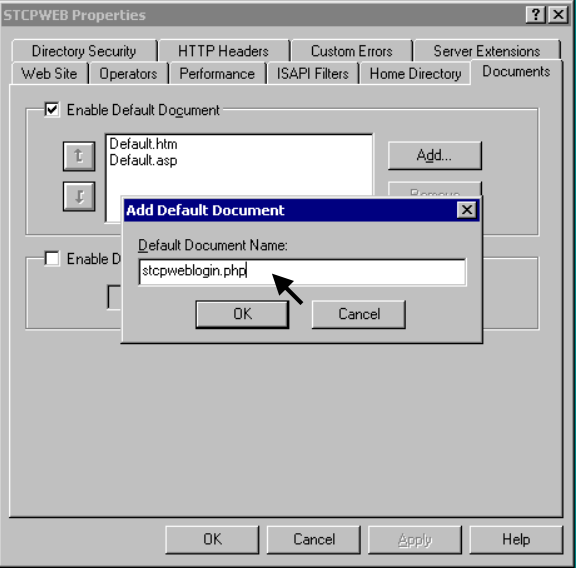 STCPWEB Properties
Directory Security HTTP Headers Custom Errors Server Extensions
Web Site Operators Performance ISAPI Filters Home Directory Documents
Enable Default Document
Default.htm
Default.asp
Add...
Remove
Add Default Document
Default Document Name:
Enable D
stcpweblogin.php
OK Cancel
OK Cancel Apply Help